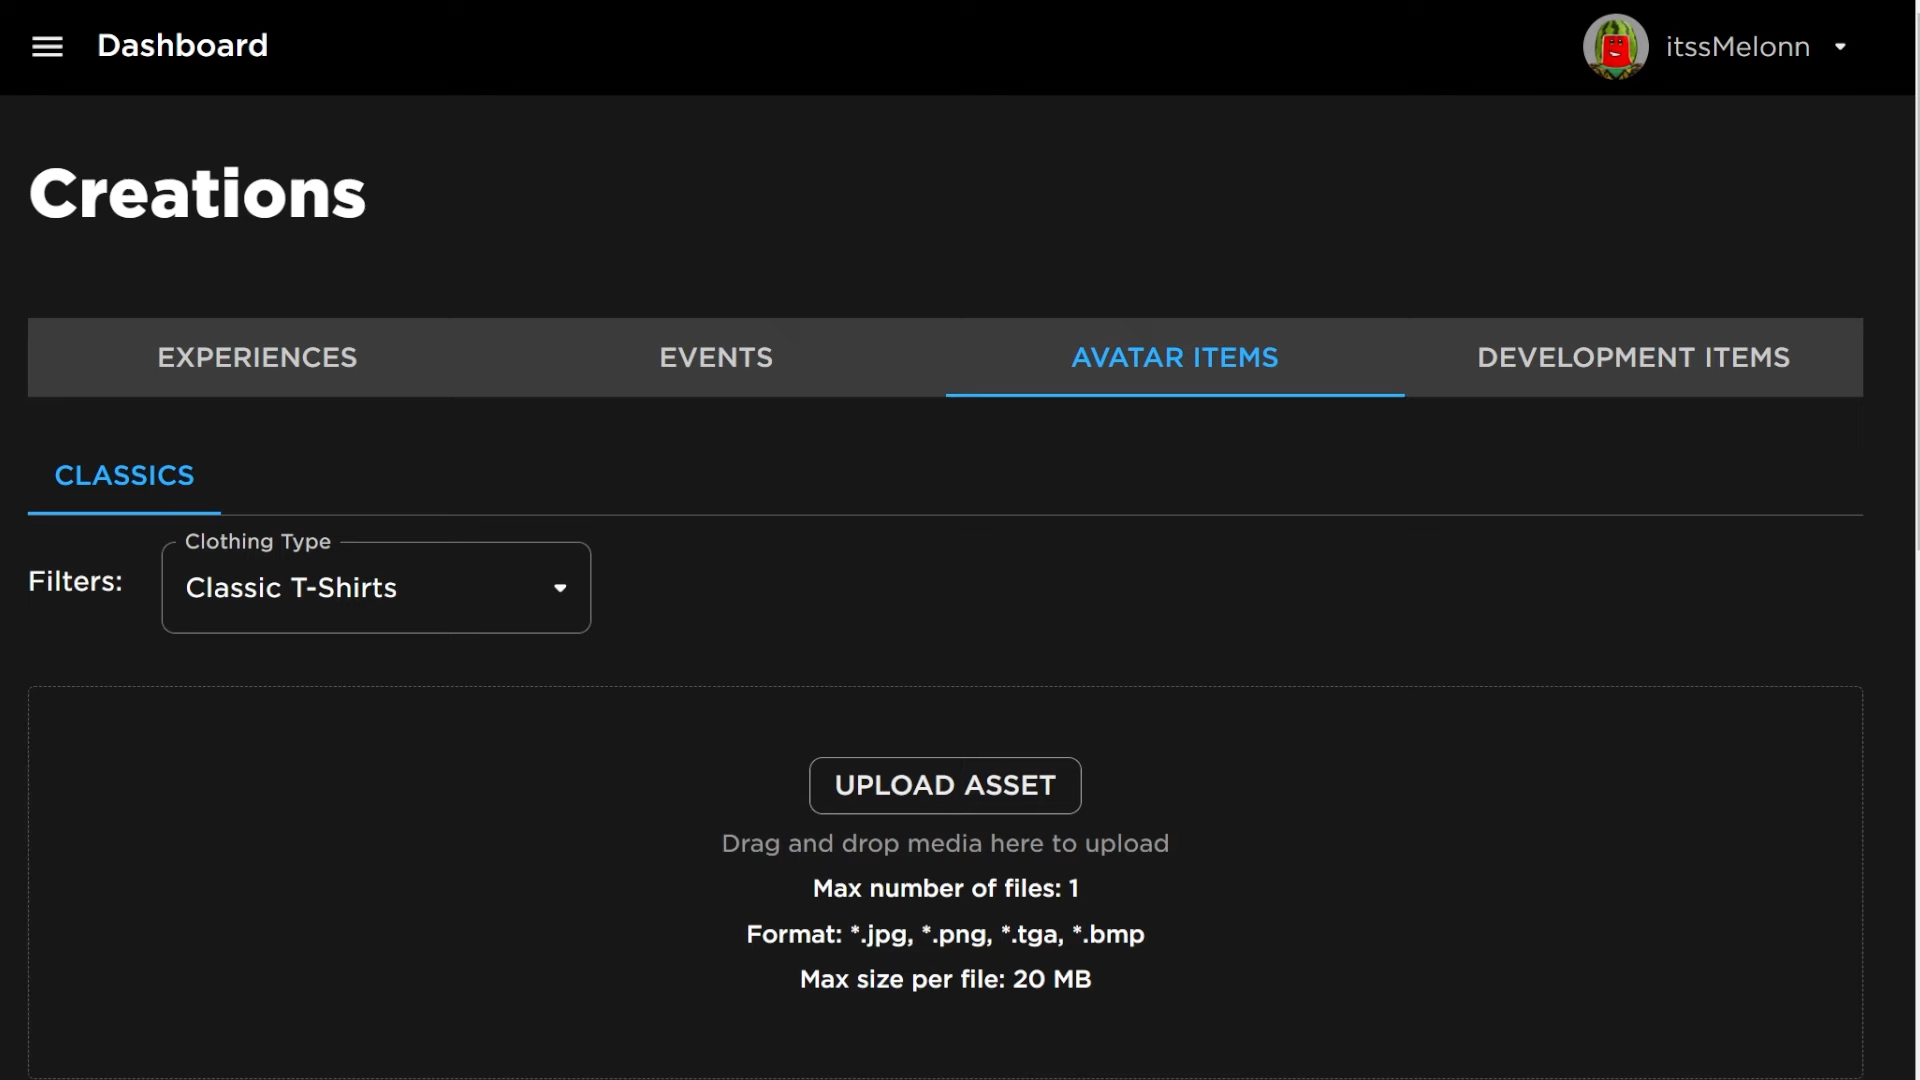 Dashboard
itssMelonn
Creations
EXPERIENCES
EVENTS
AVATAR ITEMS
DEVELOPMENT ITEMS
CLASSICS
Clothing Type
Filters:
Classic T-Shirts
UPLOAD ASSET
Drag and drop media here to upload
Max number of files: 1
Format: *.jpg, *.png, *.tga, *.bmp
Max size per file: 20 MB